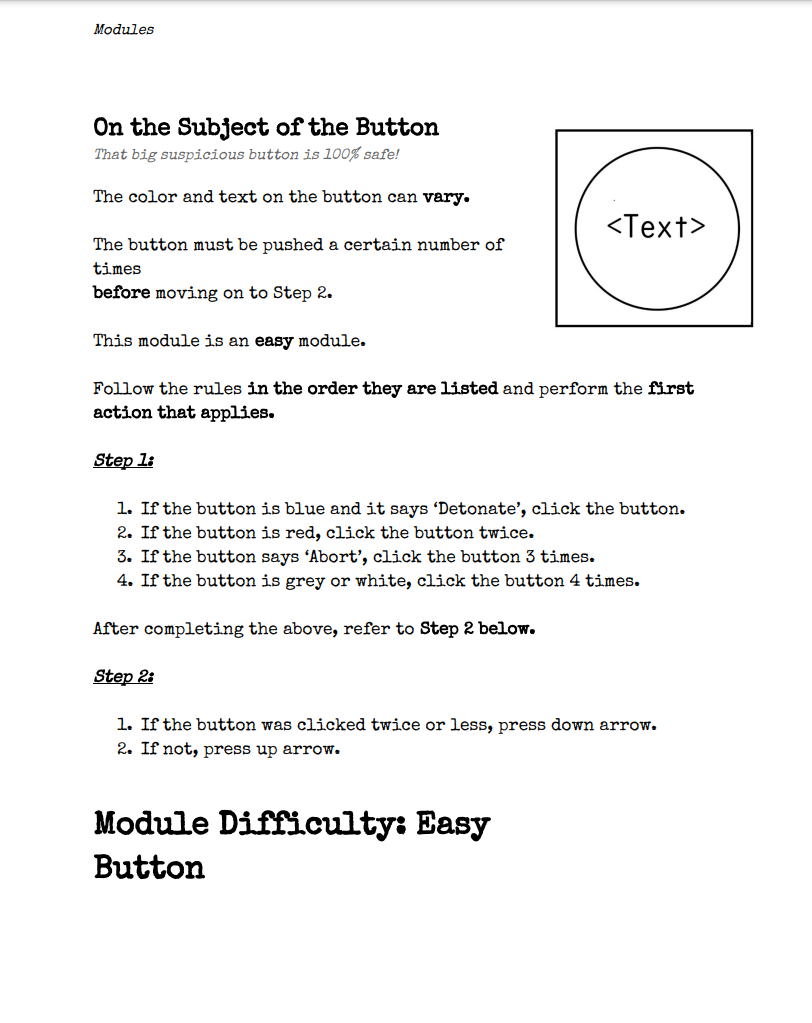 Modules
On the Subject of the Button
That big suspicious button is 100% safe!
<Text>
The color and text on the button can vary.
The button must be pushed a certain number of
times
before moving on to Step 2.
This module is an easy module.
Follow the rules in the order they are listed and perform the first
action that applies.
Step 1:
1. If the button is blue and it says ‘Detonate’, click the button.
2. If the button is red, click the button twice.
3. If the button says ‘Abort’, click the button 3 times.
4. If the button is grey or white, click the button 4 times.
After completing the above, refer to Step 2 below.
Step 2:
1. If the button was clicked twice or less, press down arrow.
2. If not, press up arrow.
Module Difficulty: Easy
Button